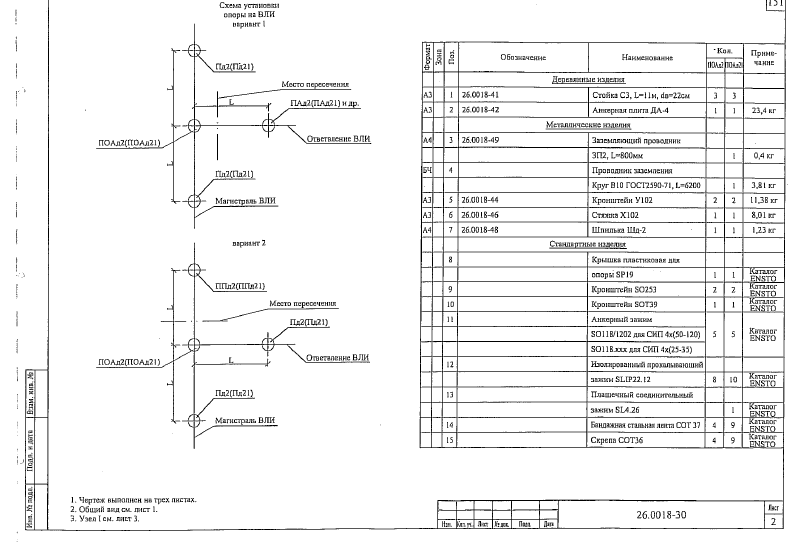 151
Схема установки
опоры на ВЛИ
вариант 1
Пд2(Пд21)
Место пересечения
L
L
ПАд2(ПАд21) и др.
ПОАд2(ПОАд21)
Ответвление ВЛИ
L
Пд2(Пд21)
Магистраль ВЛИ
вариант 2
ППд2(ППд21)
L
Место пересечения
Пд2(Пд21)
ПОАд2(ПОАд21)
L
Ответвление ВЛИ
L
Пд2(Пд21)
Магистраль ВЛИ
1. Чертеж выполнен на трех листах.
2. Общий вид см. лист 1.
3. Узел I см. лист 3.
Формат Зона Поз. Обозначение Наименование Кол. Приме-
ПОАд2 ПОАд21 чание
Деревянные изделия
А3 1 26.0018-41 Стойка С3, L=11м, dв=22см 3 3
А3 2 26.0018-42 Анкерная плита ДА-4 1 1 23,4 кг
Металлические изделия
А4 3 26.0018-49 Заземляющий проводник
ЗП2, L=800мм 1 0,4 кг
БЧ 4 Проводник заземления
Круг В10 ГОСТ2590-71, L=6200 1 3,81 кг
А3 5 26.0018-44 Кронштейн У102 2 2 11,38 кг
А3 6 26.0018-46 Стяжка Х102 1 1 8,01 кг
А4 7 26.0018-48 Шпилька Шд-2 1 1 1,23 кг
Стандартные изделия
8 Крышка пластиковая для
опоры SP19 1 1 Каталог ENSTO
9 Кронштейн SO253 2 2 Каталог ENSTO
10 Кронштейн SOT39 1 1 Каталог ENSTO
11 Анкерный зажим
SO118/1202 для СИП 4х(50-120) 5 5 Каталог ENSTO
SO118.xxx для СИП 4х(25-35)
12 Изолированный прокалывающий
зажим SLIP22.12 8 10 Каталог ENSTO
13 Плашечный соединительный
зажим SL4.26 1 Каталог ENSTO
14 Бандажная стальная лента COT 37 4 9 Каталог ENSTO
15 Скрепа COT36 4 9 Каталог ENSTO
Взам. инв. №
Подп. и дата
Инв. № подл.
Изм. Кол. уч. Лист №док. Подп. Дата
26.0018-30
Лист
2